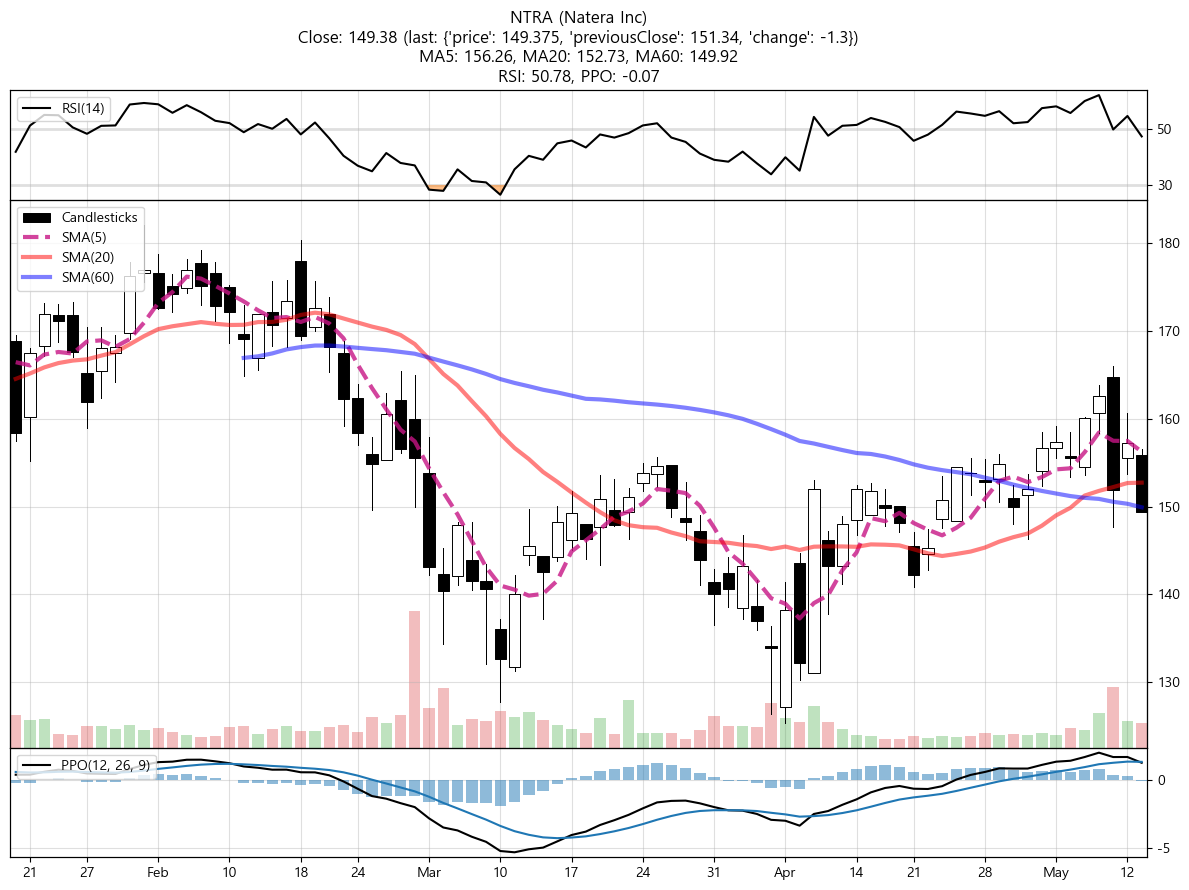 NTRA (Natera Inc)
Close: 149.38 (last: {'price': 149.375, 'previousClose': 151.34, 'change': -1.3})
MA5: 156.26, MA20: 152.73, MA60: 149.92
RSI: 50.78, PPO: -0.07
RSI(14)
50
30
Candlesticks
SMA(5)
SMA(20)
SMA(60)
180
170
160
150
140
130
PPO(12, 26, 9)
0
-5
21 27 Feb 10 18 24 Mar 10 17 24 31 Apr 14 21 28 May 12